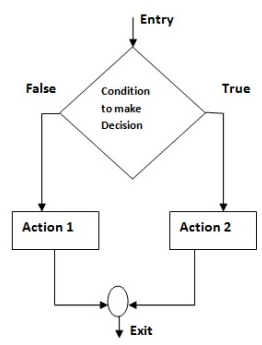 Entry
False
True
Condition
to make
Decision
Action 1
Action 2
Exit